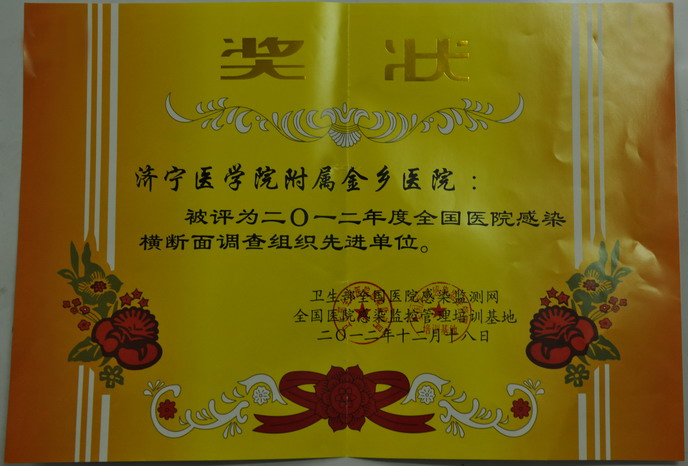 奖状
济宁医学院附属金乡医院：
被评为二〇一二年度全国医院感染
横断面调查组织先进单位。
卫生部全国医院感染监测网
全国医院感染监控管理培训基地
二〇一二年十二月十八日